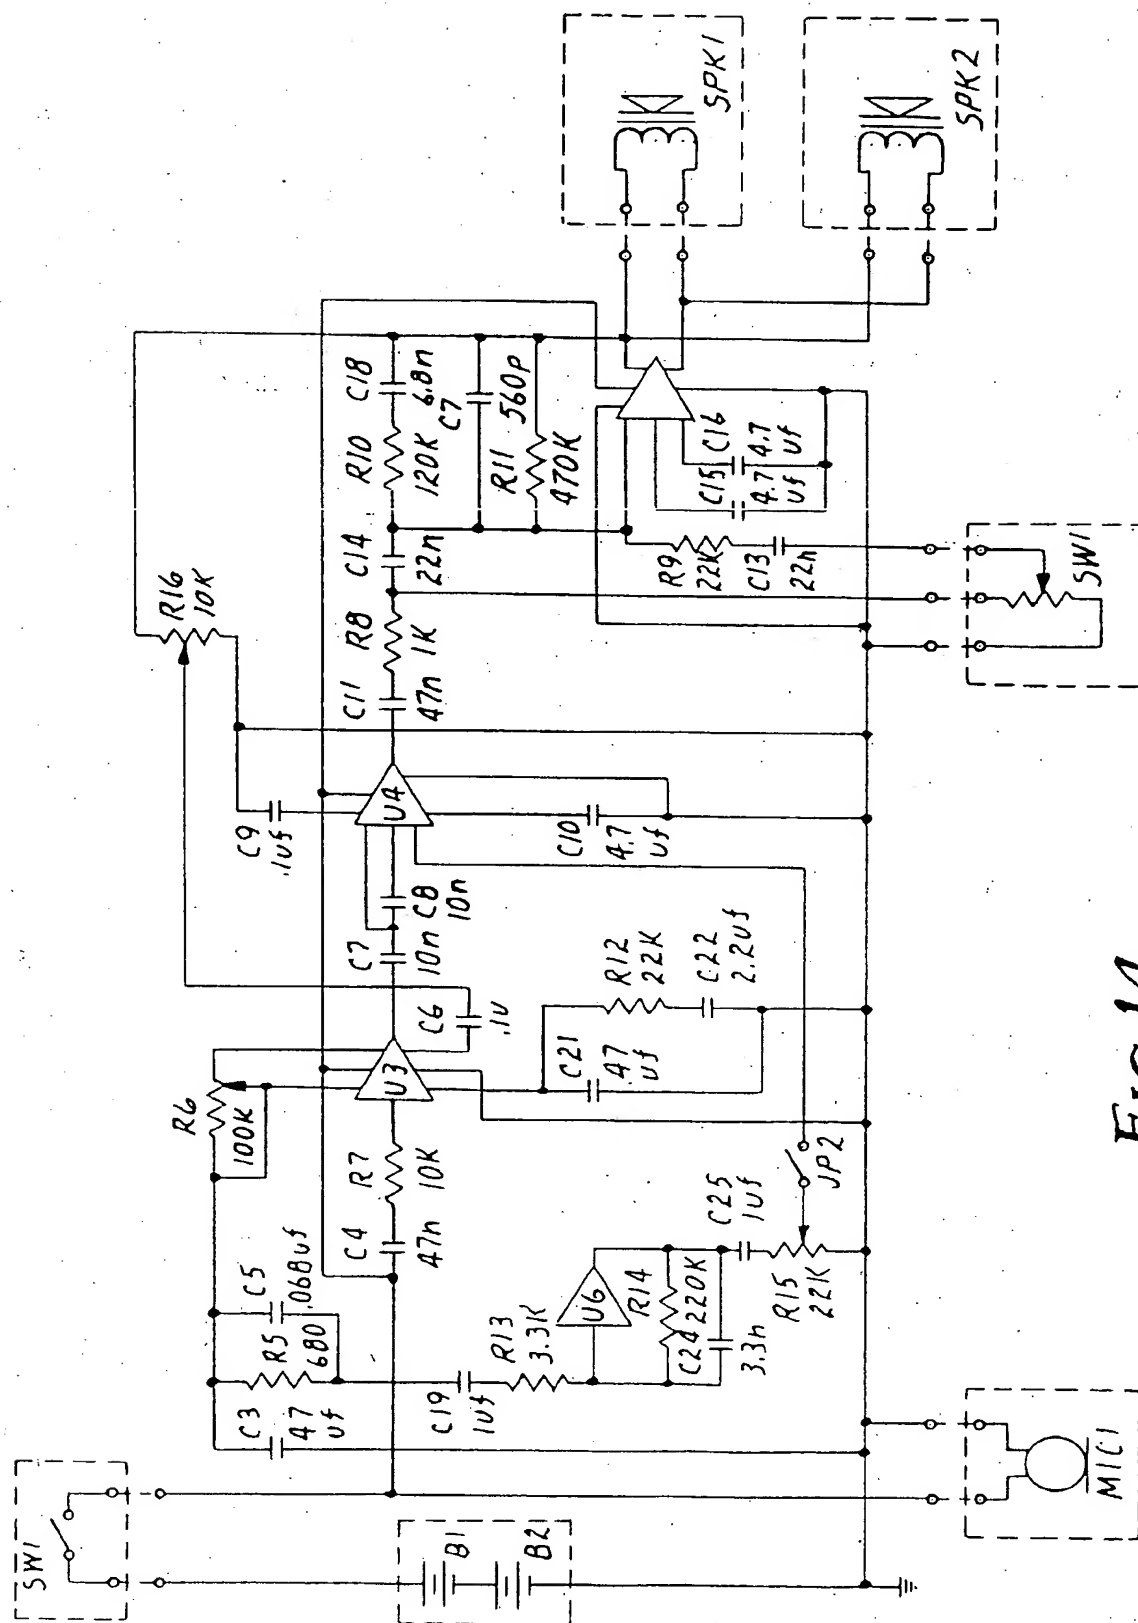 SW1
B1
B2
C3
47
uf
R5
680
C5
.068uf
C19
1uf
R13
3.3K
U6
R14
220K
C24
3.3n
C25
1uf
R15
22K
JP2
MIC1
C4
47n
R7
10K
R6
100K
U3
C6
.1U
C21
.47
uf
R12
22K
C22
2.2uf
C7
10n
C8
10n
U4
C9
.1uf
C10
4.7
uf
R16
10K
C11
47n
R8
1K
C14
22n
R10
120K
C18
6.8n
C7
560p
R11
470K
R9
22K
C13
22n
C15
4.7
uf
C16
4.7
uf
SW1
SPK1
SPK2